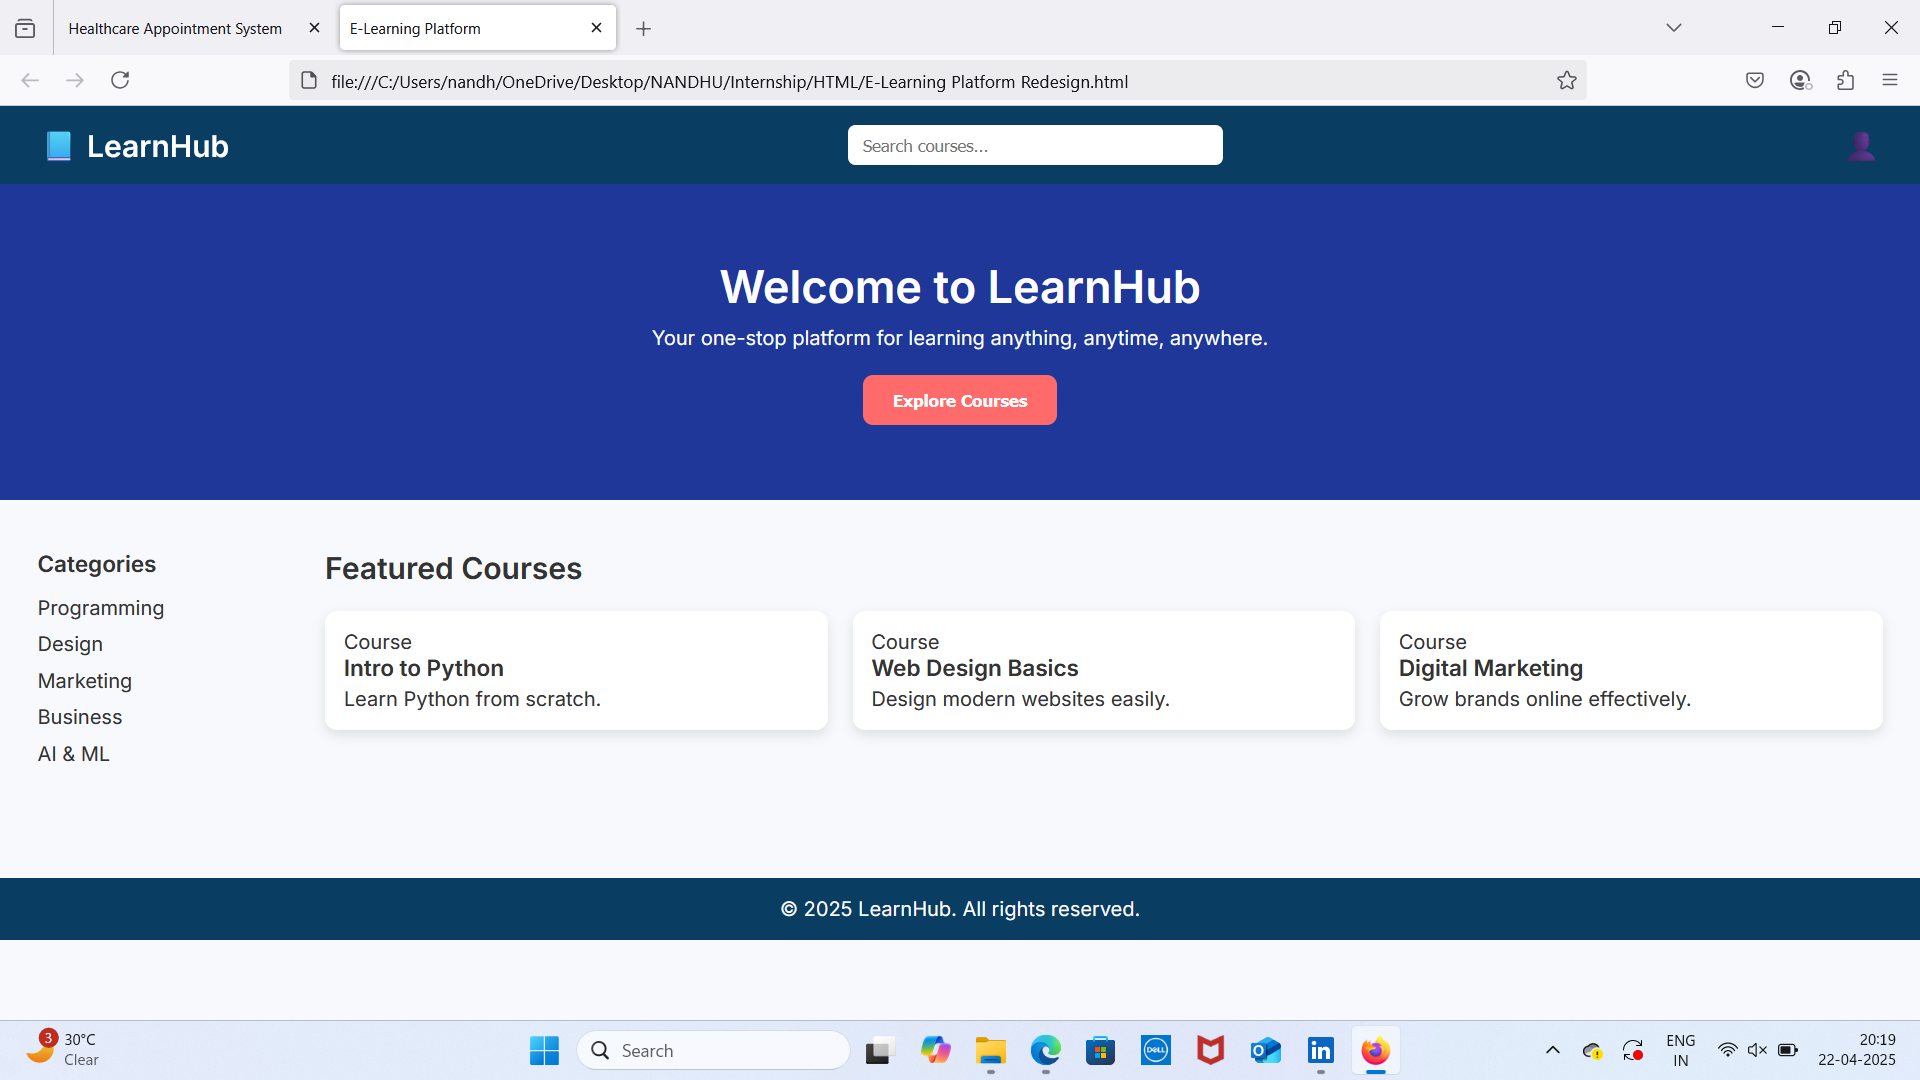 Healthcare Appointment System
E-Learning Platform
file:///C:/Users/nandh/OneDrive/Desktop/NANDHU/Internship/HTML/E-Learning Platform Redesign.html
LearnHub
Search courses...
Welcome to LearnHub
Your one-stop platform for learning anything, anytime, anywhere.
Explore Courses
Categories
Programming
Design
Marketing
Business
AI & ML
Featured Courses
Course
Intro to Python
Learn Python from scratch.
Course
Web Design Basics
Design modern websites easily.
Course
Digital Marketing
Grow brands online effectively.
© 2025 LearnHub. All rights reserved.
3
30°C
Clear
Search
DELL
in
ENG
IN
20:19
22-04-2025